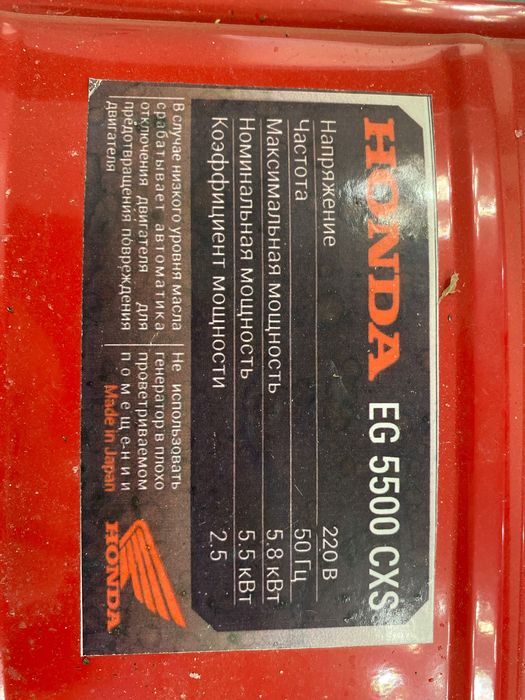 HONDA EG 5500 CXS
Напряжение 220 В
Частота 50 Гц
Максимальная мощность 5.8 кВт
Номинальная мощность 5.5 кВт
Коэффициент мощности 2.5
В случае низкого уровня масла
срабатывает автоматика
отключения двигателя для
предотвращения повреждения
двигателя
Не использовать
генератор в плохо
проветриваемом
помещении
Made in Japan
HONDA